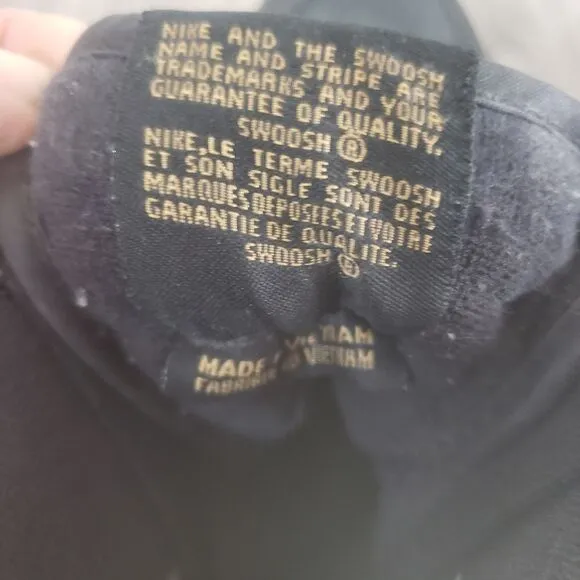 NIKE AND THE SWOOSH
NAME AND STRIPE ARE
TRADEMARKS AND YOUR
GUARANTEE OF QUALITY.
SWOOSH ®
NIKE, LE TERME SWOOSH
ET SON SIGLE SONT DES
MARQUES DEPOSEES ET VOTRE
GARANTIE DE QUALITE.
SWOOSH ®
MADE VIETNAM
VIETNAM